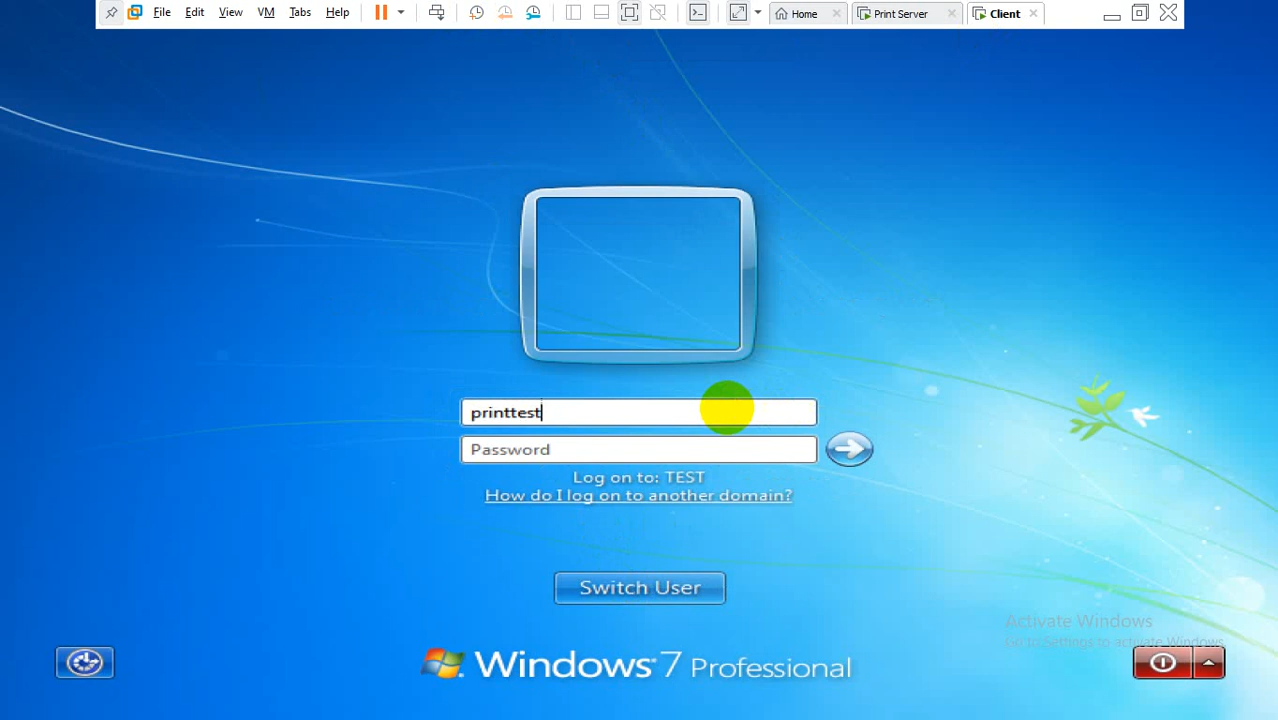 File Edit View VM Tabs Help Home Print Server Client
printtest
Password
Log on to: TEST
How do I log on to another domain?
Switch User
Activate Windows
Go to Settings to activate Windows.
Windows 7 Professional